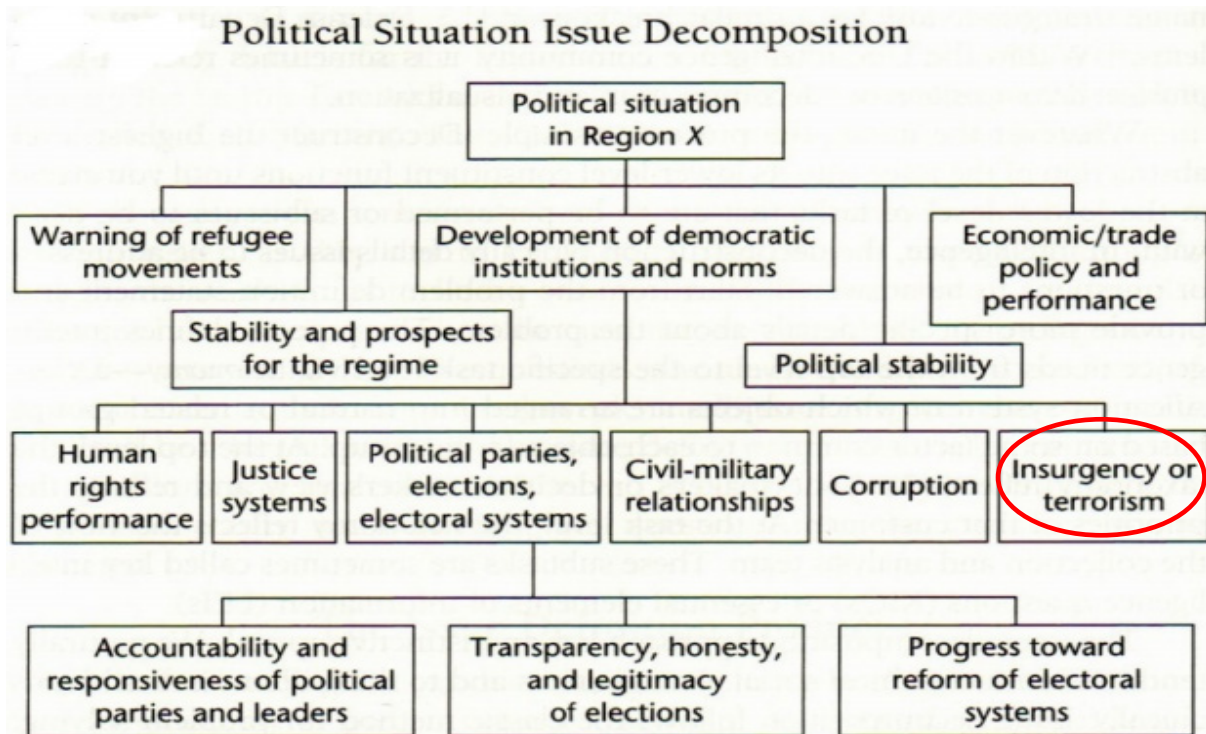 Political Situation Issue Decomposition
Political situation
in Region X
Warning of refugee
movements
Development of democratic
institutions and norms
Economic/trade
policy and
performance
Stability and prospects
for the regime
Political stability
Human
rights
performance
Justice
systems
Political parties,
elections,
electoral systems
Civil-military
relationships
Corruption
Insurgency or
terrorism
Accountability and
responsiveness of political
parties and leaders
Transparency, honesty,
and legitimacy
of elections
Progress toward
reform of electoral
systems